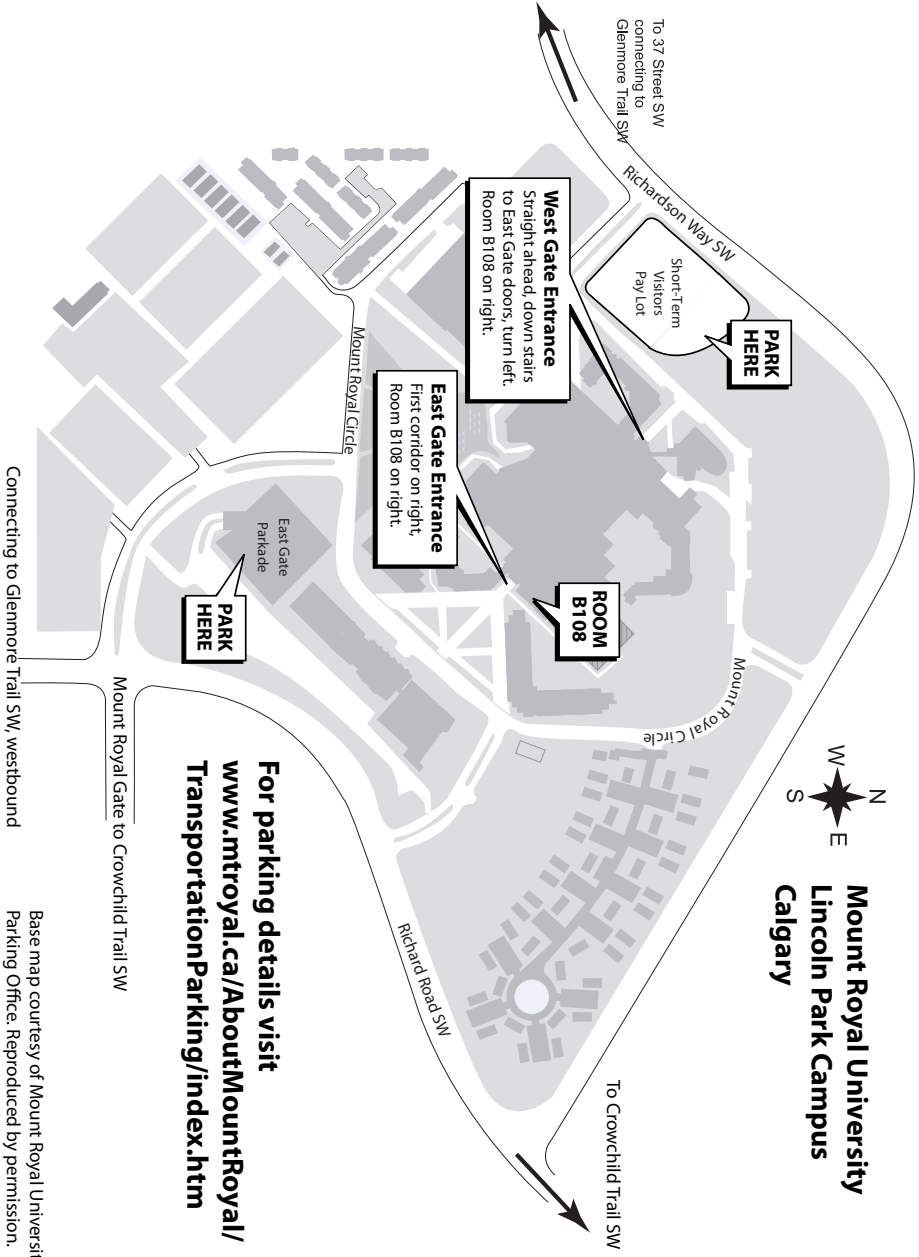 Mount Royal University
Lincoln Park Campus
Calgary
N
W
E
S
To 37 Street SW
connecting to
Glenmore Trail SW
Richardson Way SW
PARK
HERE
Short-Term
Visitors
Pay Lot
West Gate Entrance
Straight ahead, down stairs
to East Gate doors, turn left.
Room B108 on right.
ROOM
B108
Mount Royal Circle
East Gate Entrance
First corridor on right,
Room B108 on right.
Mount Royal Circle
East Gate
Parkade
PARK
HERE
To Crowchild Trail SW
Richard Road SW
For parking details visit
www.mtroyal.ca/AboutMountRoyal/
TransportationParking/index.htm
Mount Royal Gate to Crowchild Trail SW
Connecting to Glenmore Trail SW, westbound
Base map courtesy of Mount Royal Universit
Parking Office. Reproduced by permission.